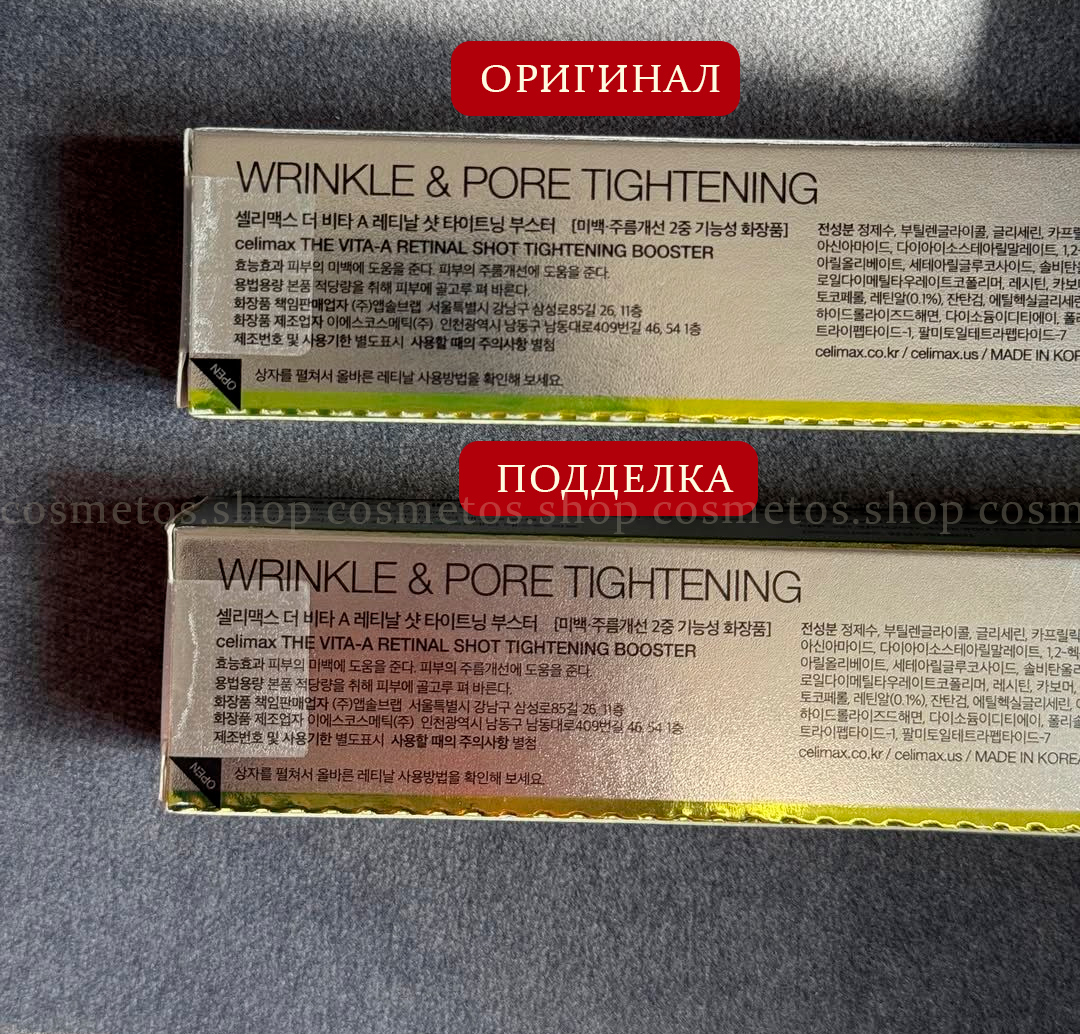 ОРИГИНАЛ
WRINKLE & PORE TIGHTENING
셀리맥스 더 비타 A 레티날 샷 타이트닝 부스터 [미백·주름개선 2중 기능성 화장품]
celimax THE VITA-A RETINAL SHOT TIGHTENING BOOSTER
효능효과 피부의 미백에 도움을 준다. 피부의 주름개선에 도움을 준다.
용법용량 본품 적당량을 취해 피부에 골고루 펴 바른다.
화장품 책임판매업자 (주)앱솔브랩 서울특별시 강남구 삼성로85길 26, 11층
화장품 제조업자 이에스코스메틱(주) 인천광역시 남동구 남동대로409번길 46, 54 1층
제조번호 및 사용기한 별도표시 사용할 때의 주의사항 별첨
OPEN
상자를 펼쳐서 올바른 레티날 사용방법을 확인해 보세요.
전성분 정제수, 부틸렌글라이콜, 글리세린, 카프릴
아신아마이드, 다이아이소스테아릴말레이트, 1,2-
아릴올리베이트, 세테아릴글루코사이드, 솔비탄올
로일다이메틸타우레이트코폴리머, 레시틴, 카보머
토코페롤, 레틴알(0.1%), 잔탄검, 에틸헥실글리세린
하이드롤라이즈드해면, 다이소듐이디티에이, 폴리
트라이펩타이드-1, 팔미토일테트라펩타이드-7
celimax.co.kr / celimax.us / MADE IN KOR
ПОДДЕЛКА
cosmetos.shop cosmetos.shop cosmetos.shop cosm
WRINKLE & PORE TIGHTENING
셀리맥스 더 비타 A 레티날 샷 타이트닝 부스터 [미백·주름개선 2중 기능성 화장품]
celimax THE VITA-A RETINAL SHOT TIGHTENING BOOSTER
효능효과 피부의 미백에 도움을 준다. 피부의 주름개선에 도움을 준다.
용법용량 본품 적당량을 취해 피부에 골고루 펴 바른다.
화장품 책임판매업자 (주)앱솔브랩 서울특별시 강남구 삼성로85길 26, 11층
화장품 제조업자 이에스코스메틱(주) 인천광역시 남동구 남동대로409번길 46, 54 1층
제조번호 및 사용기한 별도표시 사용할 때의 주의사항 별첨
OPEN
상자를 펼쳐서 올바른 레티날 사용방법을 확인해 보세요.
전성분 정제수, 부틸렌글라이콜, 글리세린, 카프릴릭
아신아마이드, 다이아이소스테아릴말레이트, 1,2-헥
아릴올리베이트, 세테아릴글루코사이드, 솔비탄올리
로일다이메틸타우레이트코폴리머, 레시틴, 카보머,
토코페롤, 레틴알(0.1%), 잔탄검, 에틸헥실글리세린,
하이드롤라이즈드해면, 다이소듐이디티에이, 폴리솔
트라이펩타이드-1, 팔미토일테트라펩타이드-7
celimax.co.kr / celimax.us / MADE IN KOREA